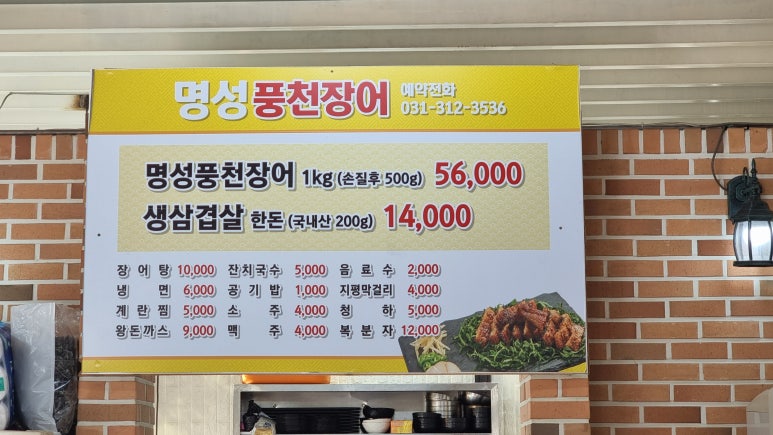 명성풍천장어 예약전화
031-312-3536
명성풍천장어 1kg (손질후 500g) 56,000
생삼겹살 한돈 (국내산 200g) 14,000
장어탕 10,000 잔치국수 5,000 음료수 2,000
냉면 6,000 공기밥 1,000 지평막걸리 4,000
계란찜 5,000 소주 4,000 청하 5,000
왕돈까스 9,000 맥주 4,000 복분자 12,000